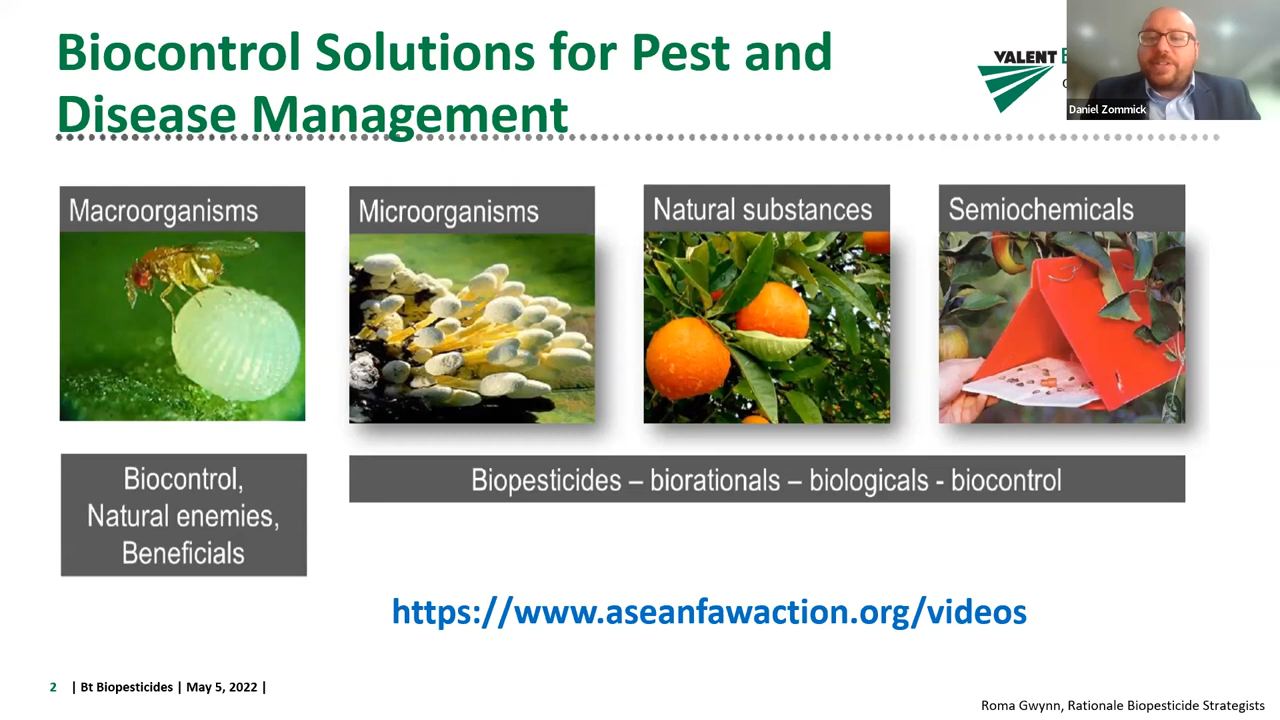 Biocontrol Solutions for Pest and
Disease Management
VALENT
Daniel Zommick
Macroorganisms
Microorganisms
Natural substances
Semiochemicals
Biocontrol,
Natural enemies,
Beneficials
Biopesticides – biorationals – biologicals - biocontrol
https://www.aseanfawaction.org/videos
2 | Bt Biopesticides | May 5, 2022 |
Roma Gwynn, Rationale Biopesticide Strategists